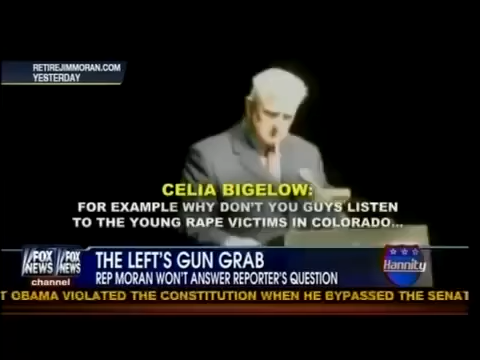 RETIREJIMMORAN.COM
YESTERDAY
CELIA BIGELOW:
FOR EXAMPLE WHY DON'T YOU GUYS LISTEN
TO THE YOUNG RAPE VICTIMS IN COLORADO...
FOX NEWS channel
FOX NEWS
THE LEFT'S GUN GRAB
REP MORAN WON'T ANSWER REPORTER'S QUESTION
Hannity
T OBAMA VIOLATED THE CONSTITUTION WHEN HE BYPASSED THE SENAT